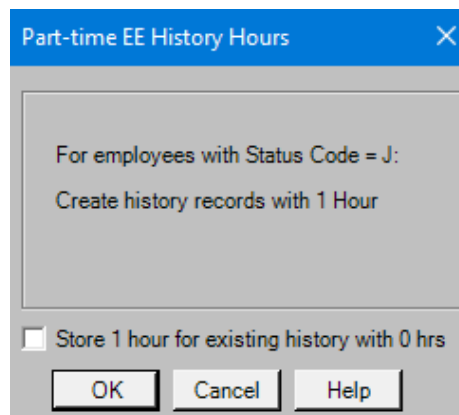 Part-time EE History Hours
For employees with Status Code = J:
Create history records with 1 Hour
Store 1 hour for existing history with 0 hrs
OK Cancel Help